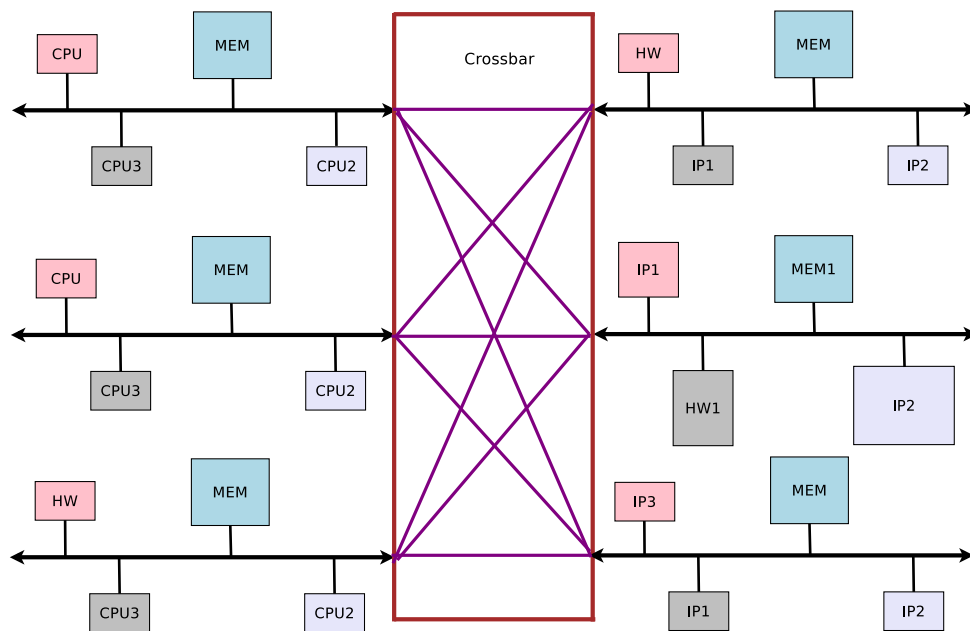 CPU
MEM
CPU3
CPU2
Crossbar
HW
MEM
IP1
IP2
CPU
MEM
CPU3
CPU2
IP1
MEM1
HW1
IP2
HW
MEM
CPU3
CPU2
IP3
MEM
IP1
IP2